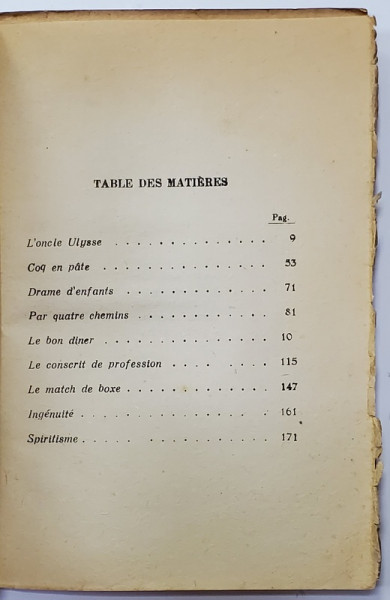 TABLE DES MATIÈRES
Pag.
L'oncle Ulysse . . . . . . . . . . . . . . 9
Coq en pâte . . . . . . . . . . . . . . . 53
Drame d'enfants . . . . . . . . . . . . . 71
Par quatre chemins . . . . . . . . . . . . 81
Le bon dîner . . . . . . . . . . . . . . . 10
Le conscrit de profession . . . . . . . . 115
Le match de boxe . . . . . . . . . . . . . 147
Ingénuité . . . . . . . . . . . . . . . . 161
Spiritisme . . . . . . . . . . . . . . . . 171